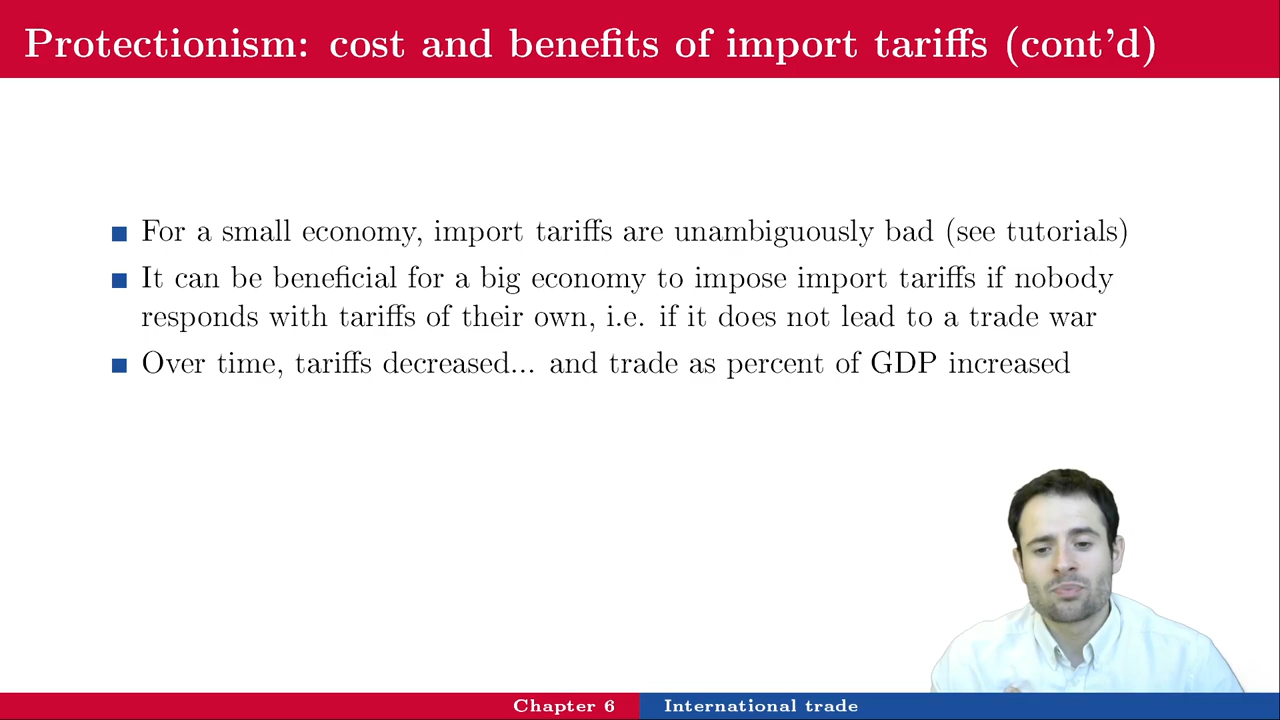 Protectionism: cost and benefits of import tariffs (cont'd)
For a small economy, import tariffs are unambiguously bad (see tutorials)
It can be beneficial for a big economy to impose import tariffs if nobody
responds with tariffs of their own, i.e. if it does not lead to a trade war
Over time, tariffs decreased... and trade as percent of GDP increased
Chapter 6
International trade